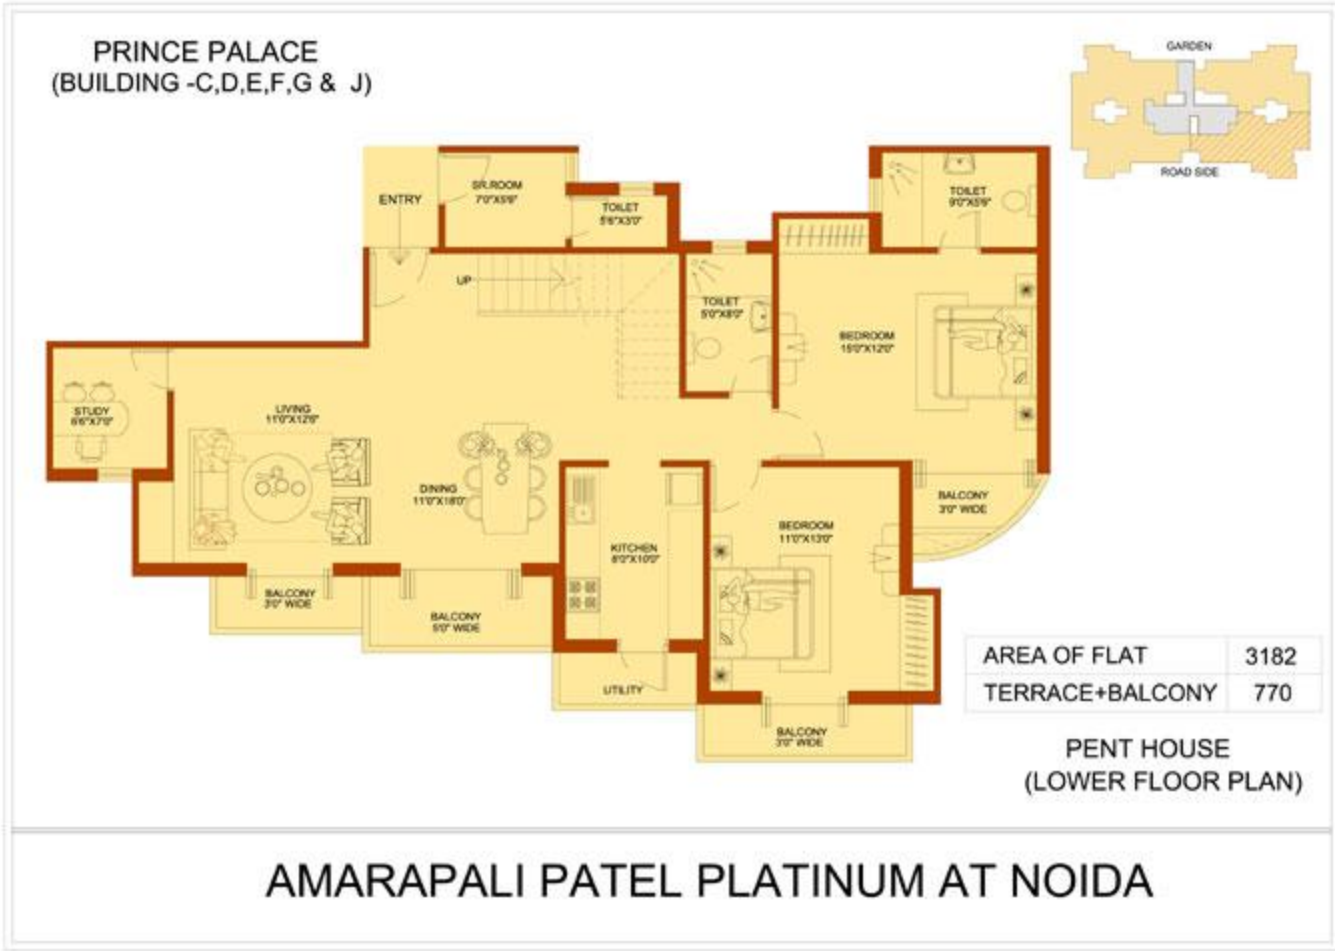 PRINCE PALACE
(BUILDING -C,D,E,F,G & J)
GARDEN
ROAD SIDE
ENTRY
SR.ROOM
7'0"X5'6"
TOILET
5'6"X3'0"
TOILET
9'0"X5'6"
UP
TOILET
5'0"X8'0"
BEDROOM
15'0"X12'0"
STUDY
6'6"X7'0"
LIVING
11'0"X12'6"
DINING
11'0"X18'0"
BALCONY
3'0" WIDE
BEDROOM
11'0"X13'0"
KITCHEN
8'0"X10'0"
BALCONY
3'0" WIDE
BALCONY
5'0" WIDE
UTILITY
BALCONY
3'0" WIDE
AREA OF FLAT 3182
TERRACE+BALCONY 770
PENT HOUSE
(LOWER FLOOR PLAN)
AMARAPALI PATEL PLATINUM AT NOIDA